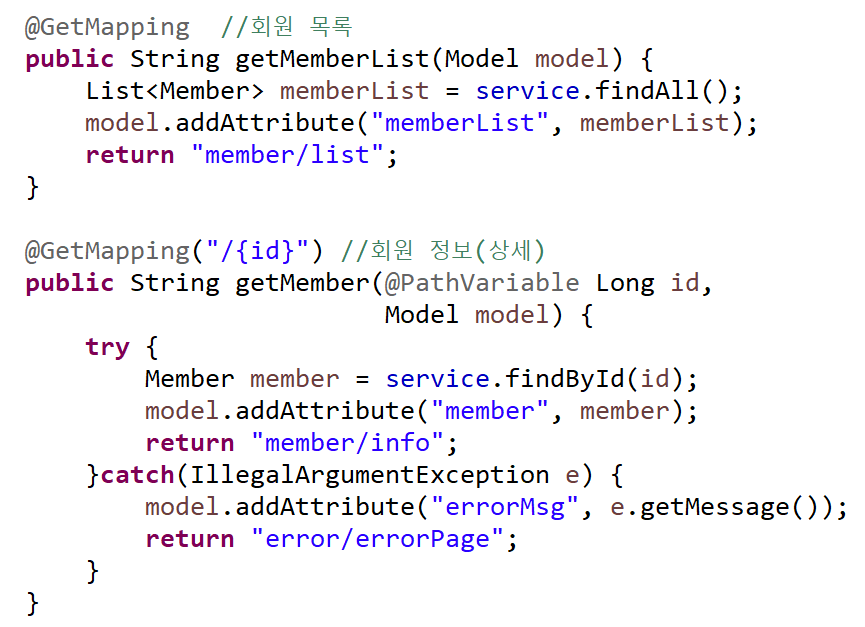 @GetMapping  //회원 목록
public String getMemberList(Model model) {
    List<Member> memberList = service.findAll();
    model.addAttribute("memberList", memberList);
    return "member/list";
}

@GetMapping("/{id}") //회원 정보(상세)
public String getMember(@PathVariable Long id,
                        Model model) {
    try {
        Member member = service.findById(id);
        model.addAttribute("member", member);
        return "member/info";
    }catch(IllegalArgumentException e) {
        model.addAttribute("errorMsg", e.getMessage());
        return "error/errorPage";
    }
}